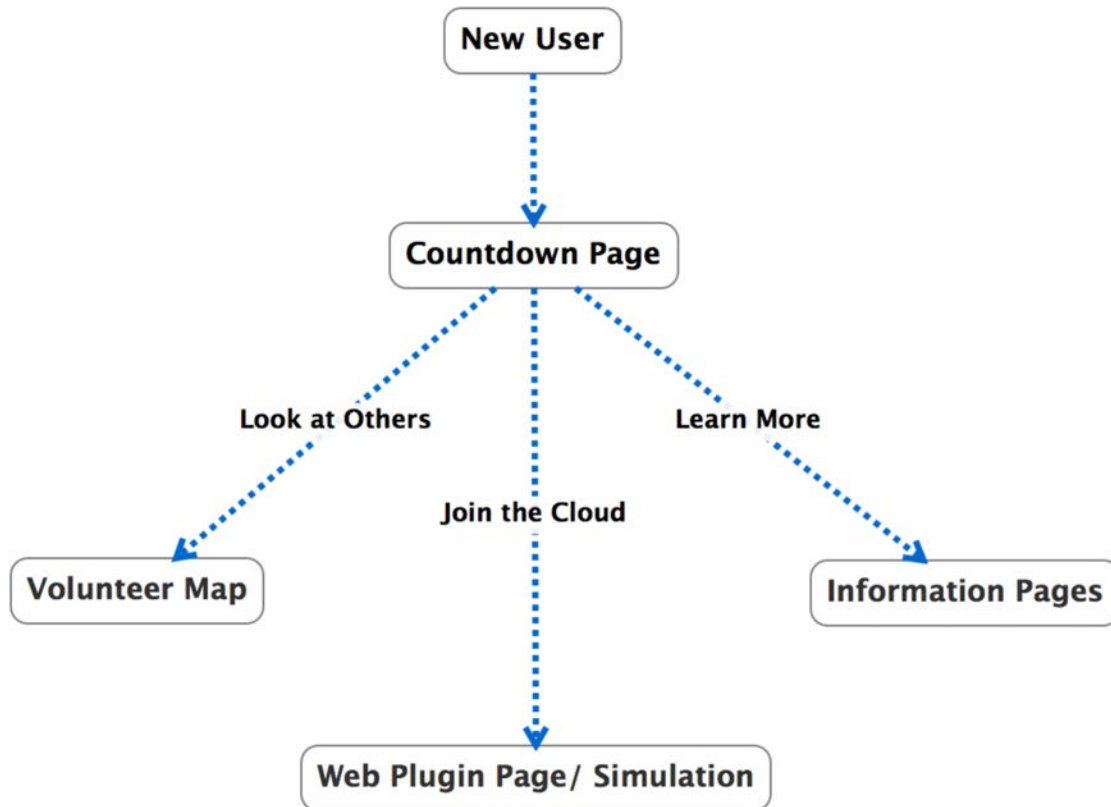 New User
Countdown Page
Look at Others
Learn More
Join the Cloud
Volunteer Map
Information Pages
Web Plugin Page/ Simulation